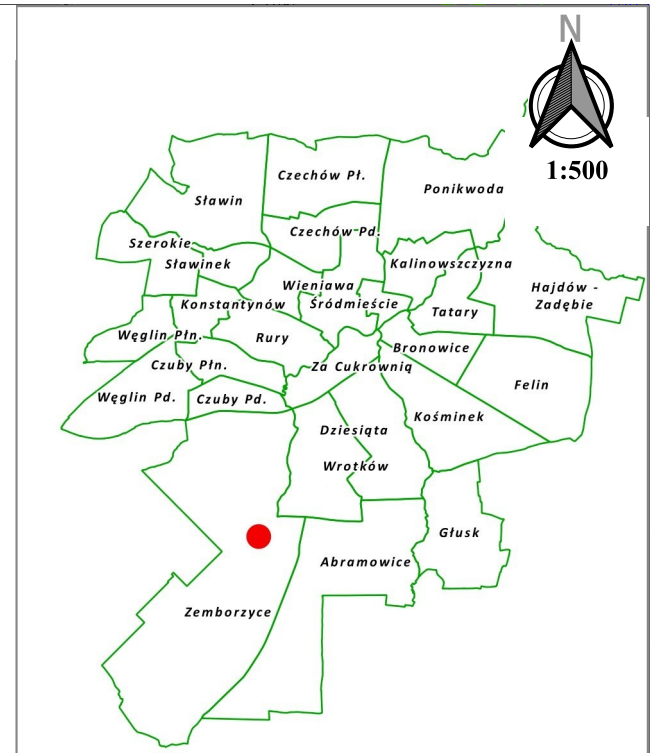 N
1:500
Czechów Pł.
Ponikwoda
Sławin
Czechów Pd.
Szerokie
Sławinek
Kalinowszczyzna
Wieniawa
Hajdów -
Zadębie
Konstantynów
Śródmieście
Tatary
Węglin Płn.
Rury
Bronowice
Czuby Płn.
Za Cukrownią
Felin
Węglin Pd.
Czuby Pd.
Kośminek
Dziesiąta
Wrotków
Głusk
Abramowice
Zemborzyce